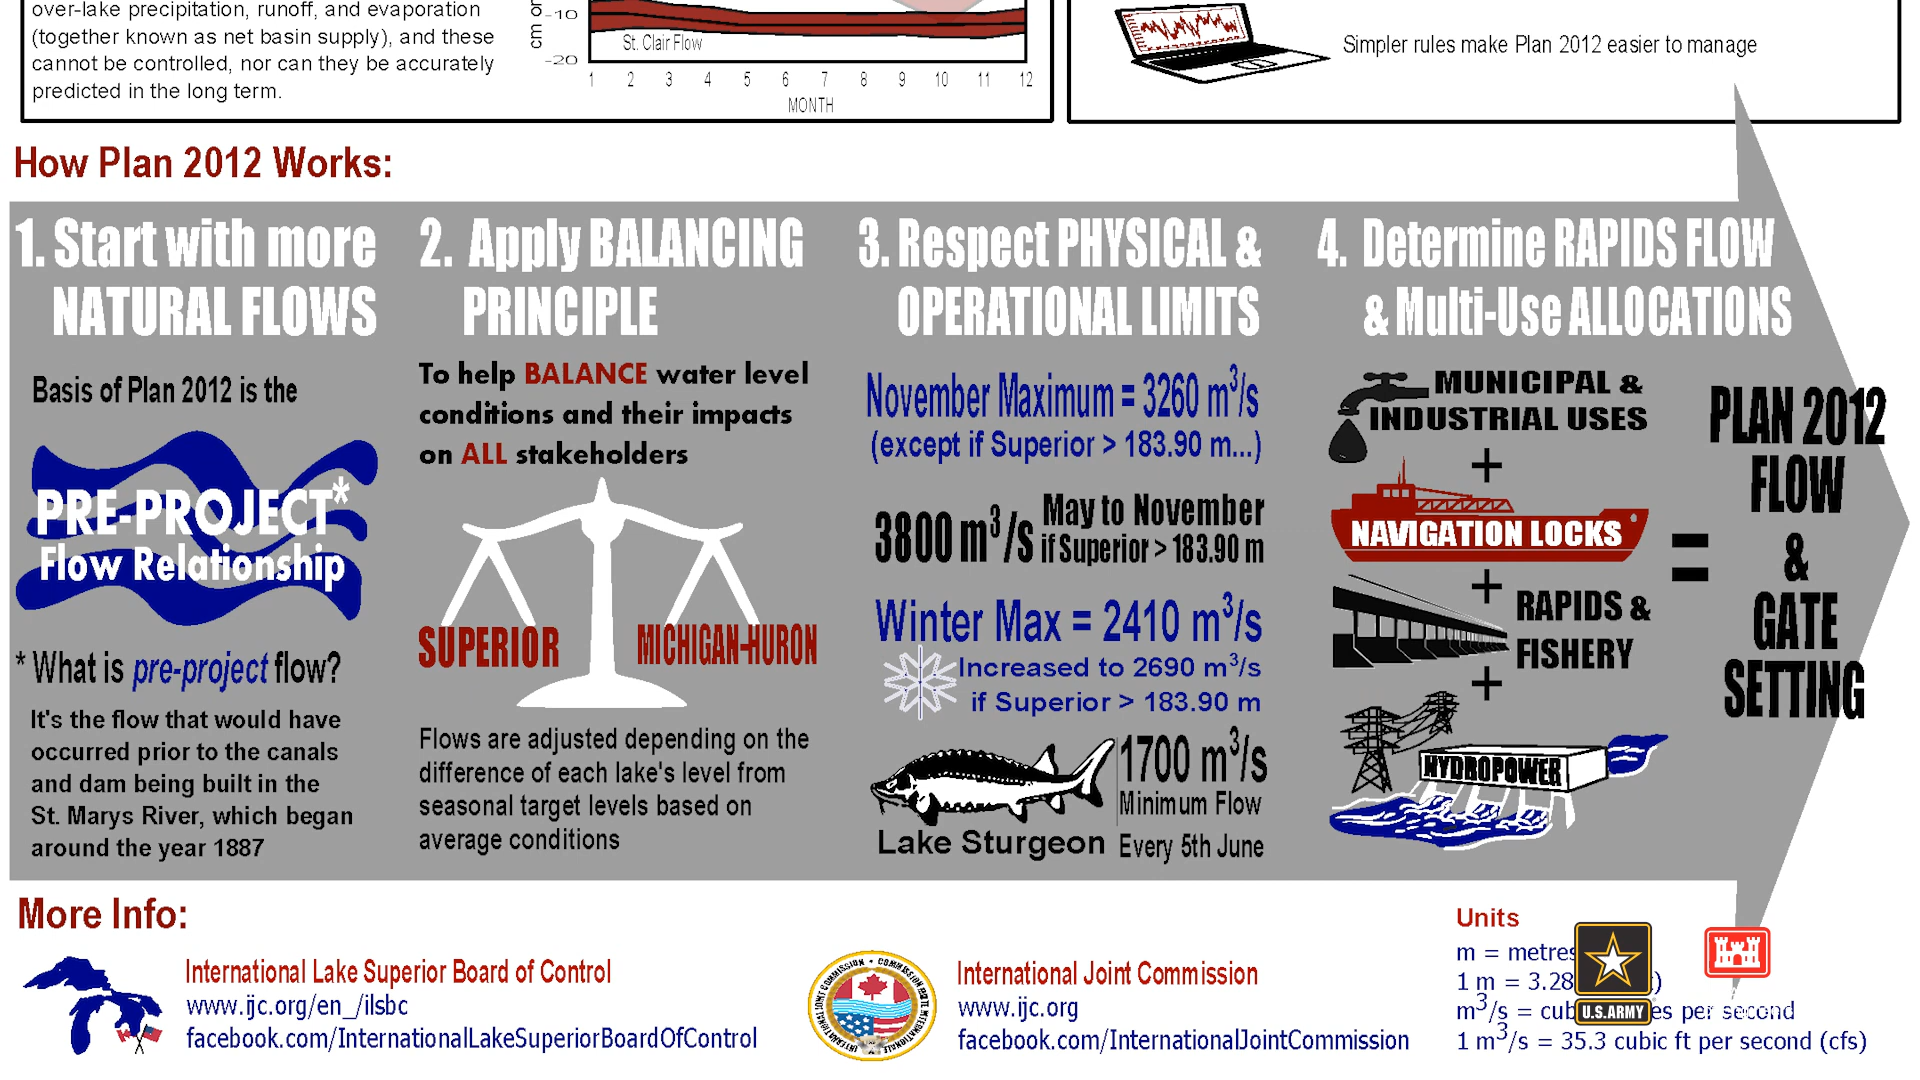 over-lake precipitation, runoff, and evaporation
(together known as net basin supply), and these
cannot be controlled, nor can they be accurately
predicted in the long term.
cm
-10
-20
St. Clair Flow
1 2 3 4 5 6 7 8 9 10 11 12
MONTH
Simpler rules make Plan 2012 easier to manage
How Plan 2012 Works:
1. Start with more
NATURAL FLOWS
Basis of Plan 2012 is the
PRE-PROJECT*
Flow Relationship
* What is pre-project flow?
It's the flow that would have
occurred prior to the canals
and dam being built in the
St. Marys River, which began
around the year 1887
2. Apply BALANCING
PRINCIPLE
To help BALANCE water level
conditions and their impacts
on ALL stakeholders
SUPERIOR
MICHIGAN-HURON
Flows are adjusted depending on the
difference of each lake's level from
seasonal target levels based on
average conditions
3. Respect PHYSICAL &
OPERATIONAL LIMITS
November Maximum = 3260 m³/s
(except if Superior > 183.90 m...)
3800 m³/s May to November
if Superior > 183.90 m
Winter Max = 2410 m³/s
Increased to 2690 m³/s
if Superior > 183.90 m
1700 m³/s
Minimum Flow
Lake Sturgeon Every 5th June
4. Determine RAPIDS FLOW
& Multi-Use ALLOCATIONS
MUNICIPAL &
INDUSTRIAL USES
+
NAVIGATION LOCKS
+
RAPIDS &
FISHERY
+
HYDROPOWER
=
PLAN 2012
FLOW
&
GATE
SETTING
More Info:
International Lake Superior Board of Control
www.ijc.org/en_/ilsbc
facebook.com/InternationalLakeSuperiorBoardOfControl
International Joint Commission
www.ijc.org
facebook.com/InternationalJointCommission
Units
m = metres
1 m = 3.28
m³/s = cub es per second
1 m³/s = 35.3 cubic ft per second (cfs)
U.S. ARMY